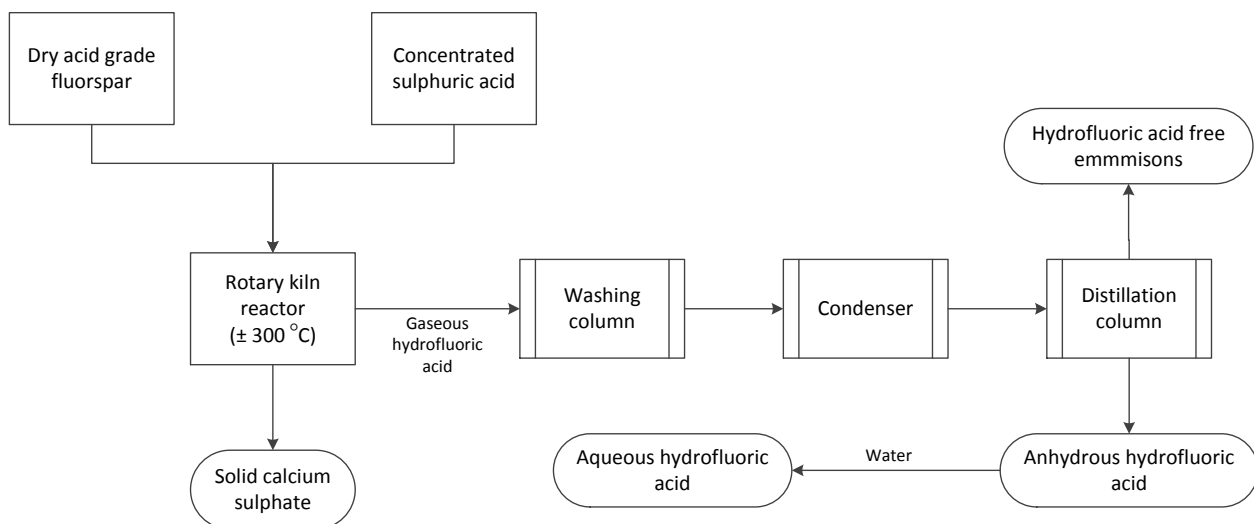 Dry acid grade
fluorspar
Concentrated
sulphuric acid
Hydrofluoric acid free
emmmisons
Rotary kiln
reactor
(± 300 °C)
Gaseous
hydrofluoric
acid
Washing
column
Condenser
Distillation
column
Solid calcium
sulphate
Aqueous hydrofluoric
acid
Water
Anhydrous hydrofluoric
acid